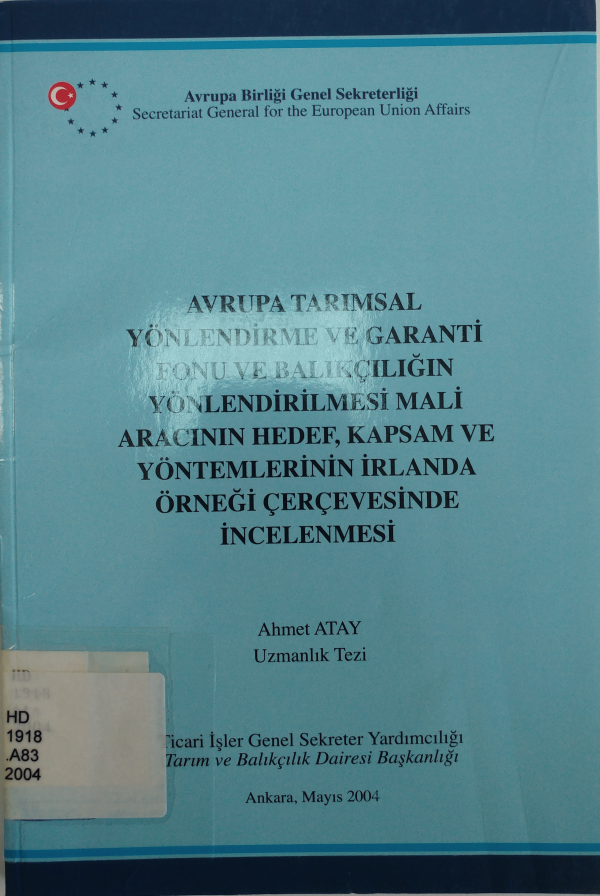 Avrupa Birliği Genel Sekreterliği
Secretariat General for the European Union Affairs
AVRUPA TARIMSAL
YÖNLENDİRME VE GARANTİ
FONU VE BALIKÇILIĞIN
YÖNLENDİRİLMESİ MALİ
ARACININ HEDEF, KAPSAM VE
YÖNTEMLERİNİN İRLANDA
ÖRNEĞİ ÇERÇEVESİNDE
İNCELENMESİ
Ahmet ATAY
Uzmanlık Tezi
Ticari İşler Genel Sekreter Yardımcılığı
Tarım ve Balıkçılık Dairesi Başkanlığı
Ankara, Mayıs 2004
HD
1918
.A83
2004